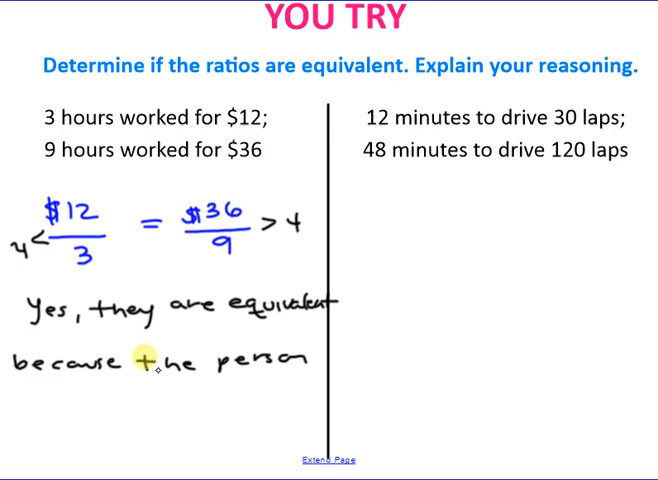 YOU TRY
Determine if the ratios are equivalent. Explain your reasoning.
3 hours worked for $12;
9 hours worked for $36
$12
4 < = $36 > 4
3
9
Yes, they are equivalent
because the person
12 minutes to drive 30 laps;
48 minutes to drive 120 laps
Extend Page